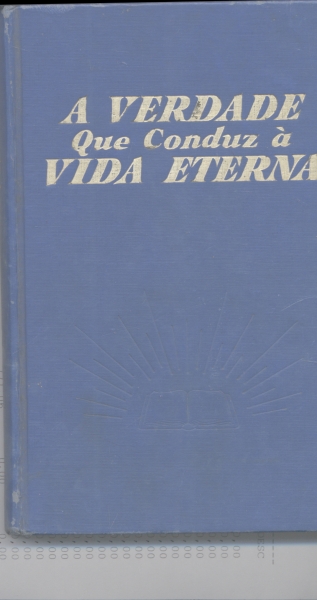 A VERDADE
Que Conduz à
VIDA ETERNA